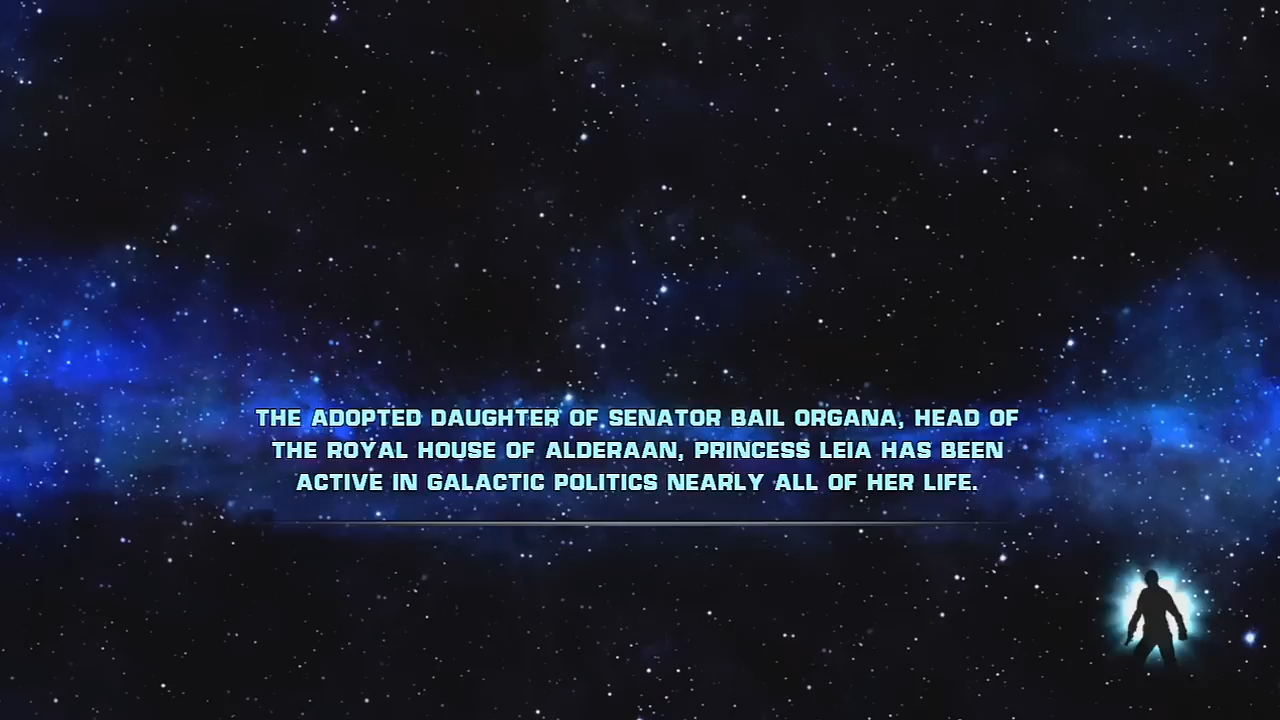 THE ADOPTED DAUGHTER OF SENATOR BAIL ORGANA, HEAD OF
THE ROYAL HOUSE OF ALDERAAN, PRINCESS LEIA HAS BEEN
ACTIVE IN GALACTIC POLITICS NEARLY ALL OF HER LIFE.